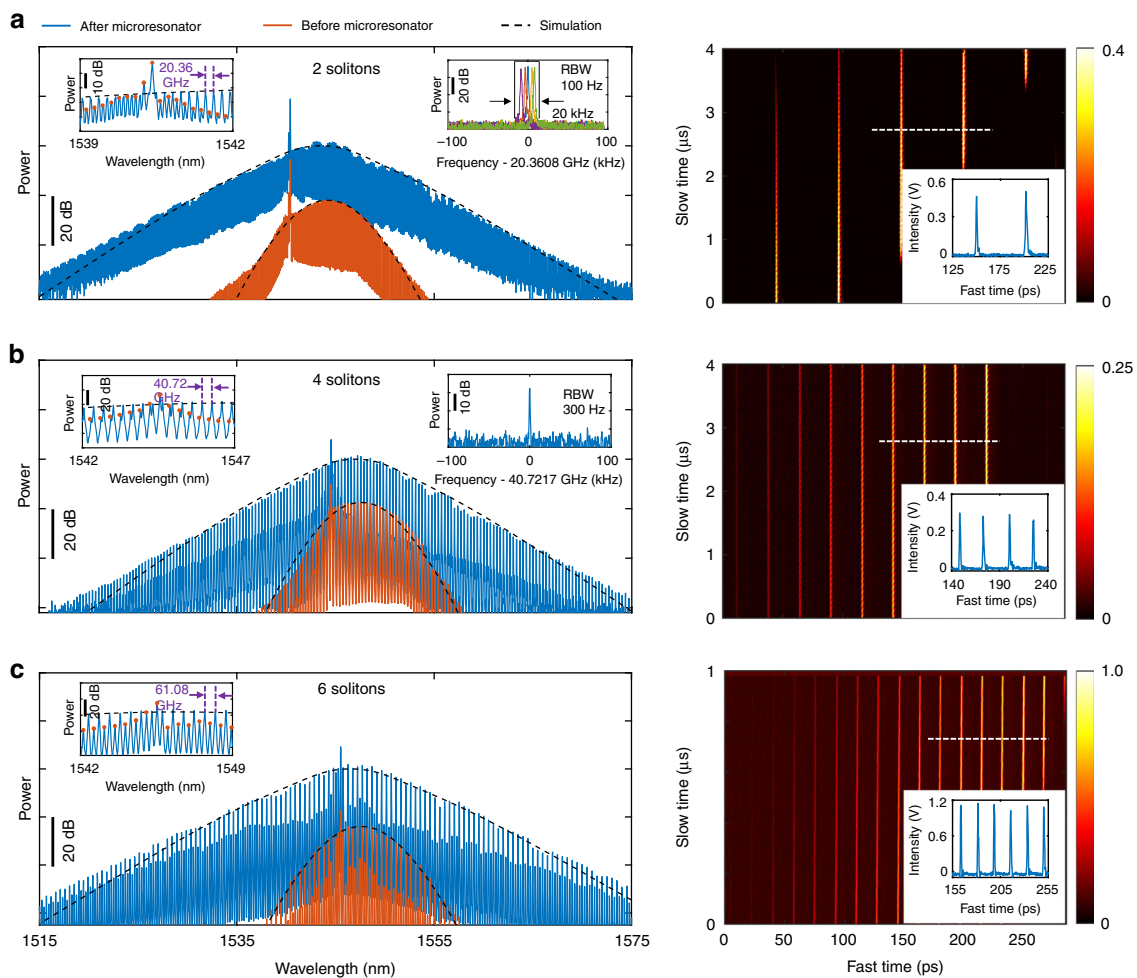 a
After microresonator
Before microresonator
Simulation
2 solitons
Power
10 dB
20.36
GHz
1539
1542
Wavelength (nm)
Power
20 dB
RBW
100 Hz
20 kHz
−100
0
100
Frequency - 20.3608 GHz (kHz)
Power
20 dB
Slow time (μs)
4
3
2
1
0
0.4
0
Intensity (V)
0.6
0.3
0
125
175
225
Fast time (ps)
b
4 solitons
Power
20 dB
40.72
GHz
1542
1547
Wavelength (nm)
Power
10 dB
RBW
300 Hz
−100
0
100
Frequency - 40.7217 GHz (kHz)
Power
20 dB
Slow time (μs)
4
3
2
1
0
0.25
0
Intensity (V)
0.4
0.2
0
140
190
240
Fast time (ps)
c
6 solitons
Power
20 dB
61.08
GHz
1542
1549
Wavelength (nm)
Power
20 dB
1515
1535
1555
1575
Wavelength (nm)
Slow time (μs)
1
0
1.0
0
Intensity (V)
1.2
0.6
0
155
205
255
Fast time (ps)
0
50
100
150
200
250
Fast time (ps)